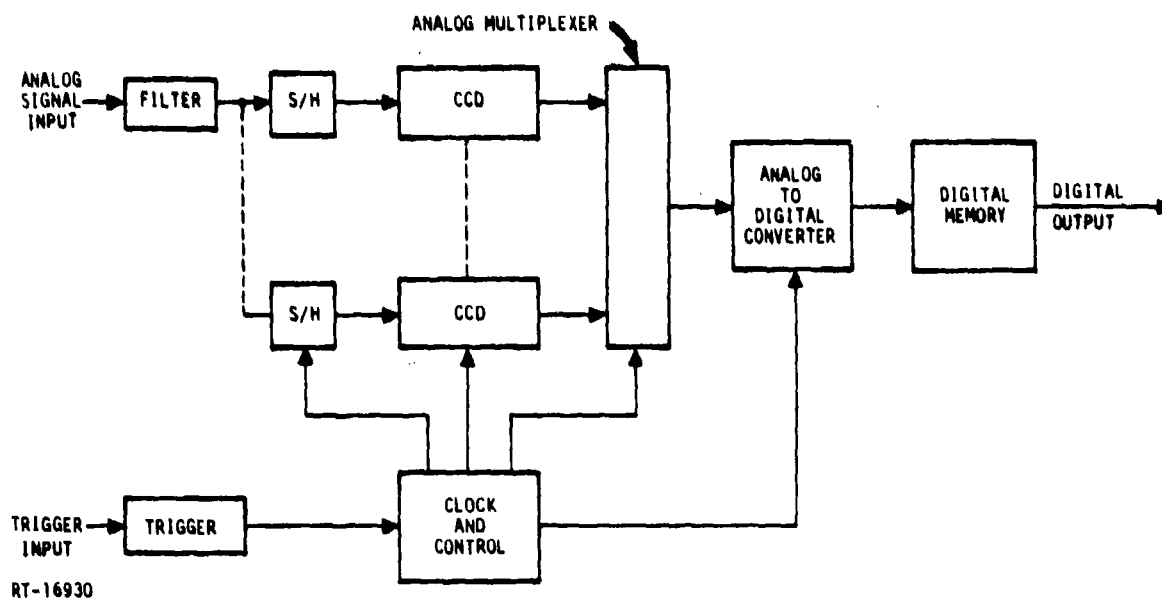 ANALOG MULTIPLEXER
ANALOG
SIGNAL
INPUT
FILTER
S/H
CCD
ANALOG
TO
DIGITAL
CONVERTER
DIGITAL
MEMORY
DIGITAL
OUTPUT
S/H
CCD
TRIGGER
INPUT
TRIGGER
CLOCK
AND
CONTROL
RT-16930